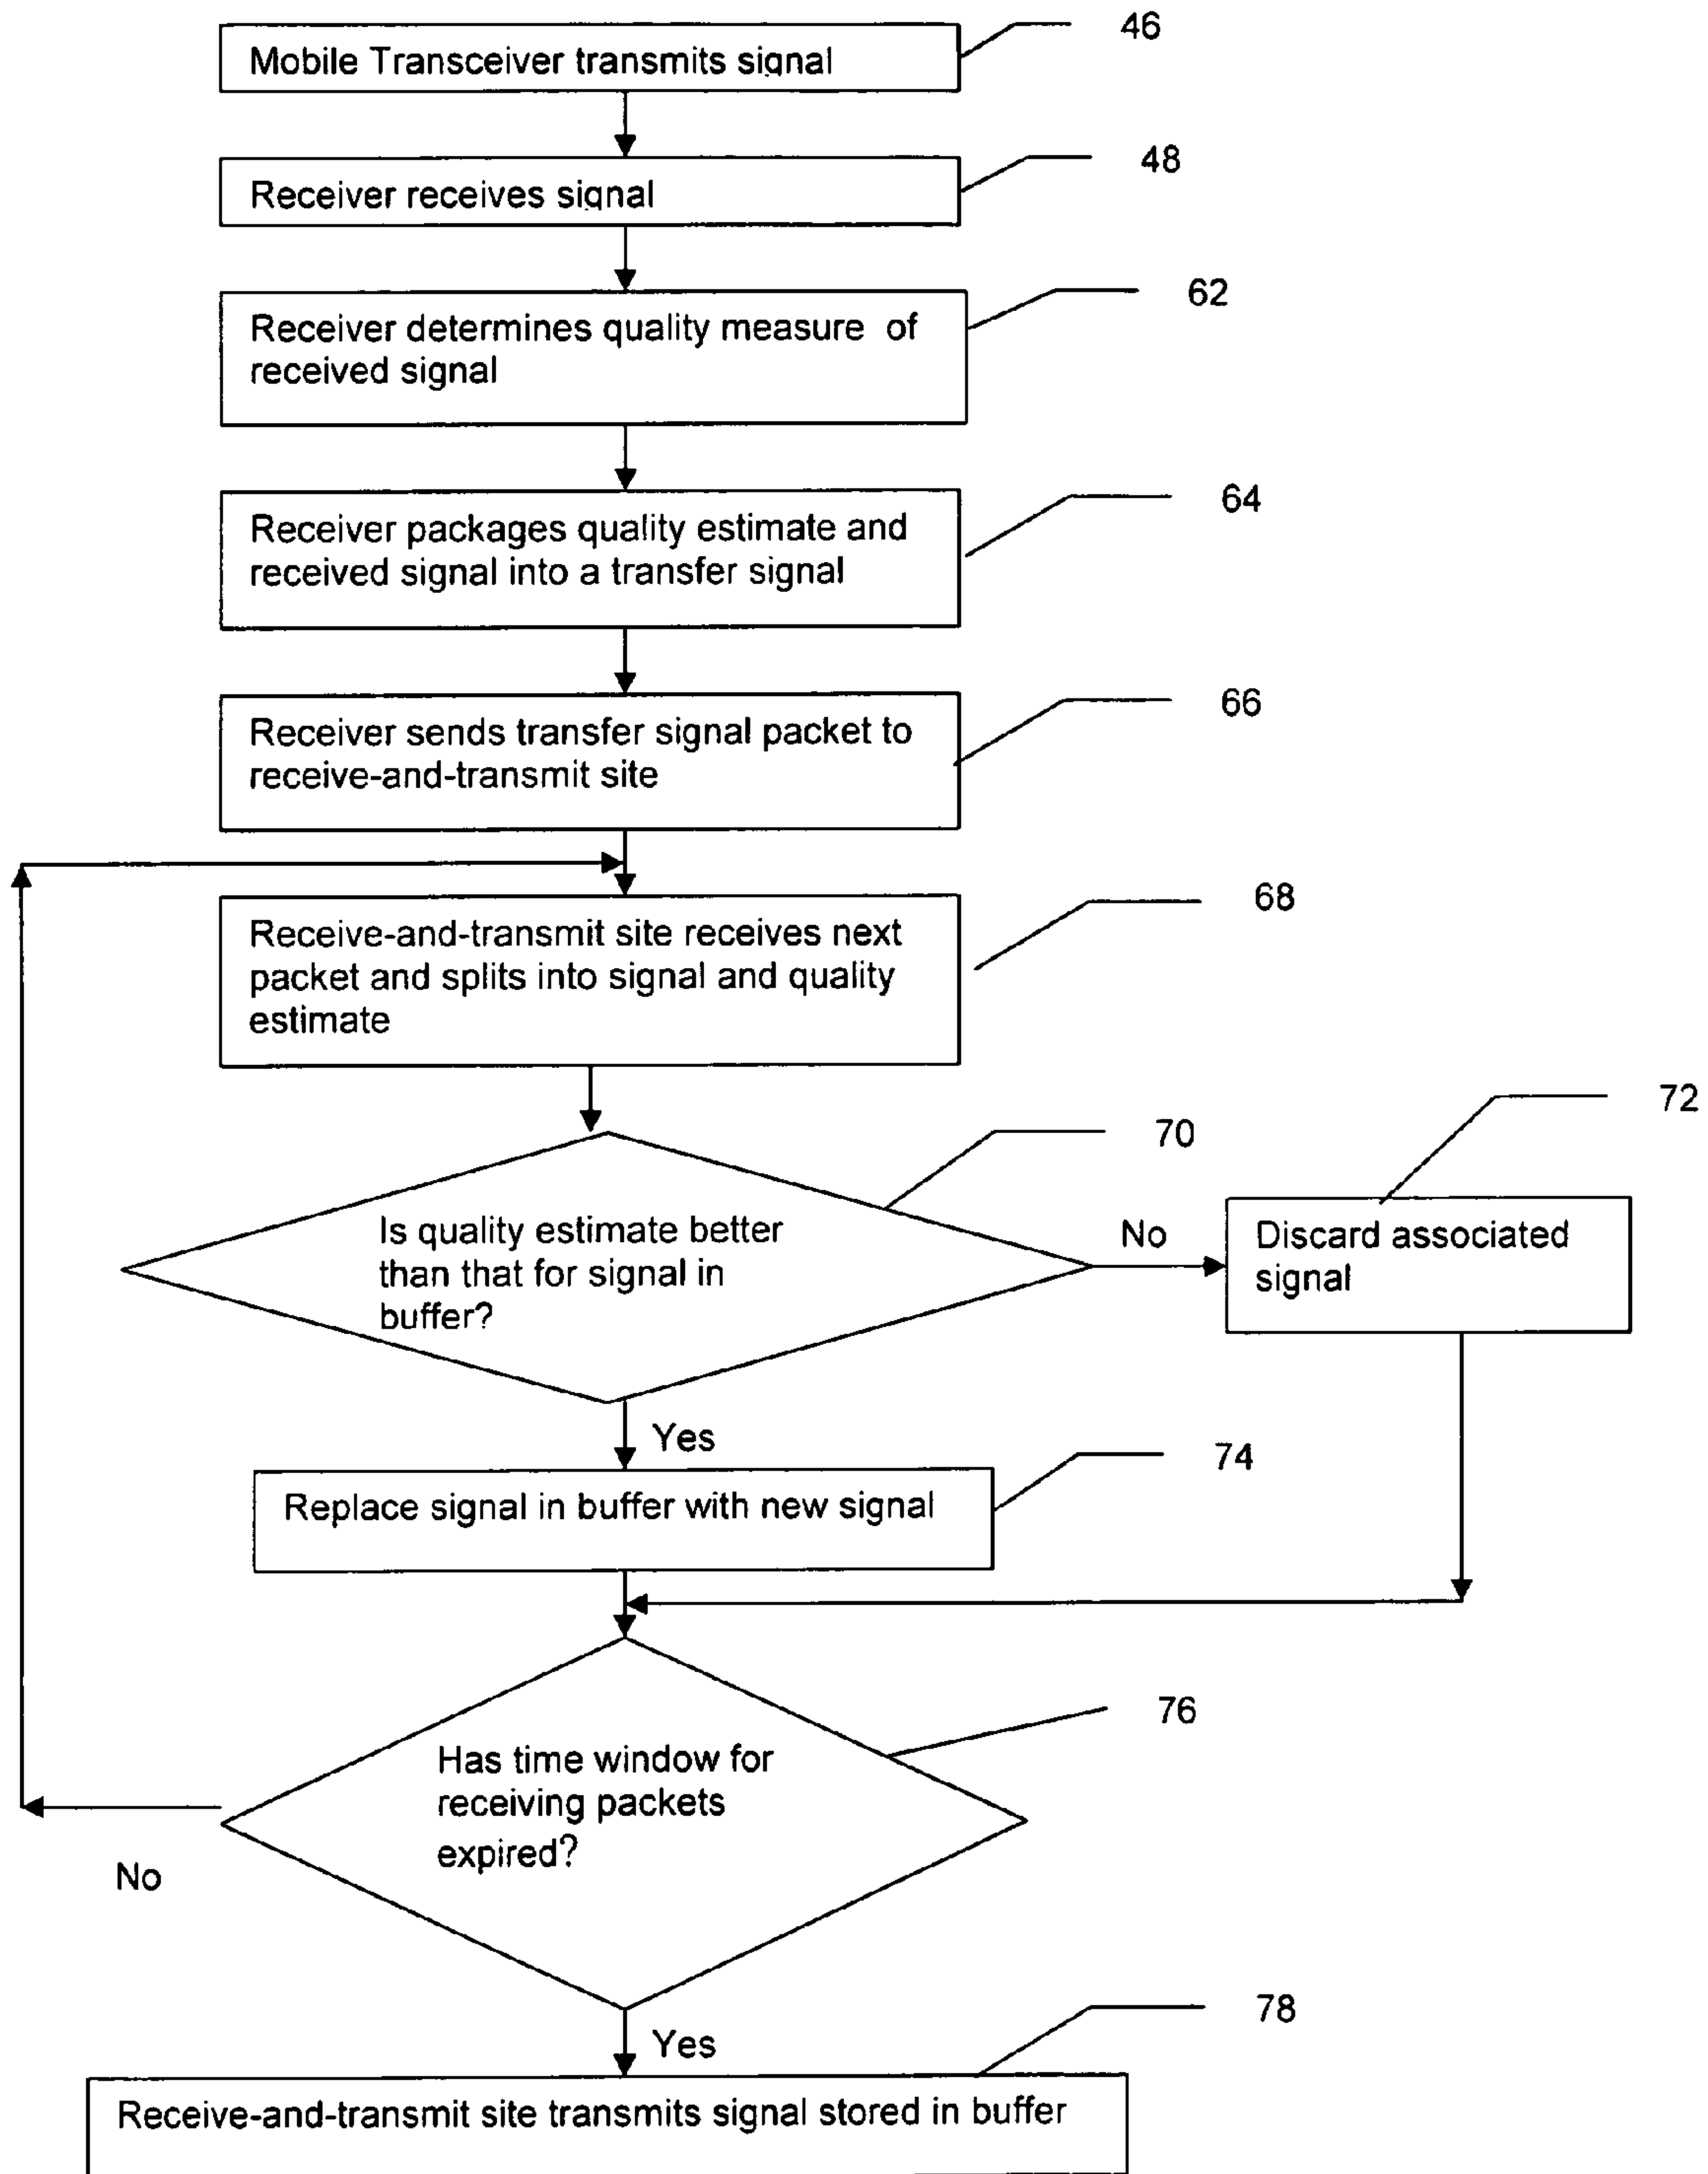 46
Mobile Transceiver transmits signal
48
Receiver receives signal
62
Receiver determines quality measure of
received signal
64
Receiver packages quality estimate and
received signal into a transfer signal
66
Receiver sends transfer signal packet to
receive-and-transmit site
68
Receive-and-transmit site receives next
packet and splits into signal and quality
estimate
72
70
Is quality estimate better
than that for signal in
buffer?
No
Discard associated
signal
Yes
74
Replace signal in buffer with new signal
76
Has time window for
receiving packets
expired?
No
78
Yes
Receive-and-transmit site transmits signal stored in buffer